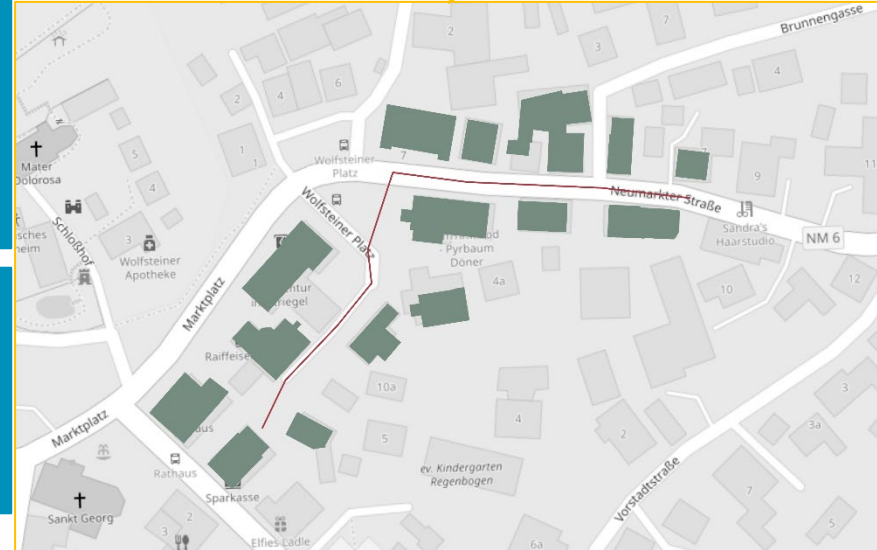 Brunnengasse
2
7
3
4
2
4
6
Mater
Dolorosa
5
1
1
Wolfsteiner
Platz
7
4
9
11
Neumarkter Straße
Wolfsteiner Platz
Sandra's
Haarstudio
NM 6
Schloßhof
3
Wolfsteiner
Apotheke
- Pyrbaum
Döner
4a
10
12
Marktplatz
Raiffeise
10a
4
5
2
3
3a
Marktplatz
Rathaus
Sparkasse
ev. Kindergarten
Regenbogen
Vorstadtstraße
7
5
Sankt Georg
2
3
Elfies Ladle
6a